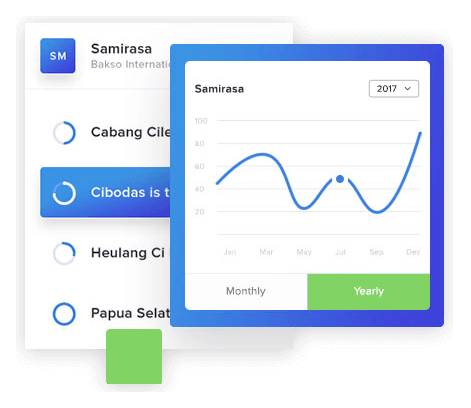 SM
Samirasa
Bakso Internatio
Cabang Cile
Cibodas is t
Heulang Ci
Papua Selat
Samirasa
2017
100
80
60
40
20
Jan Mar May Jul Sep Dec
Monthly
Yearly